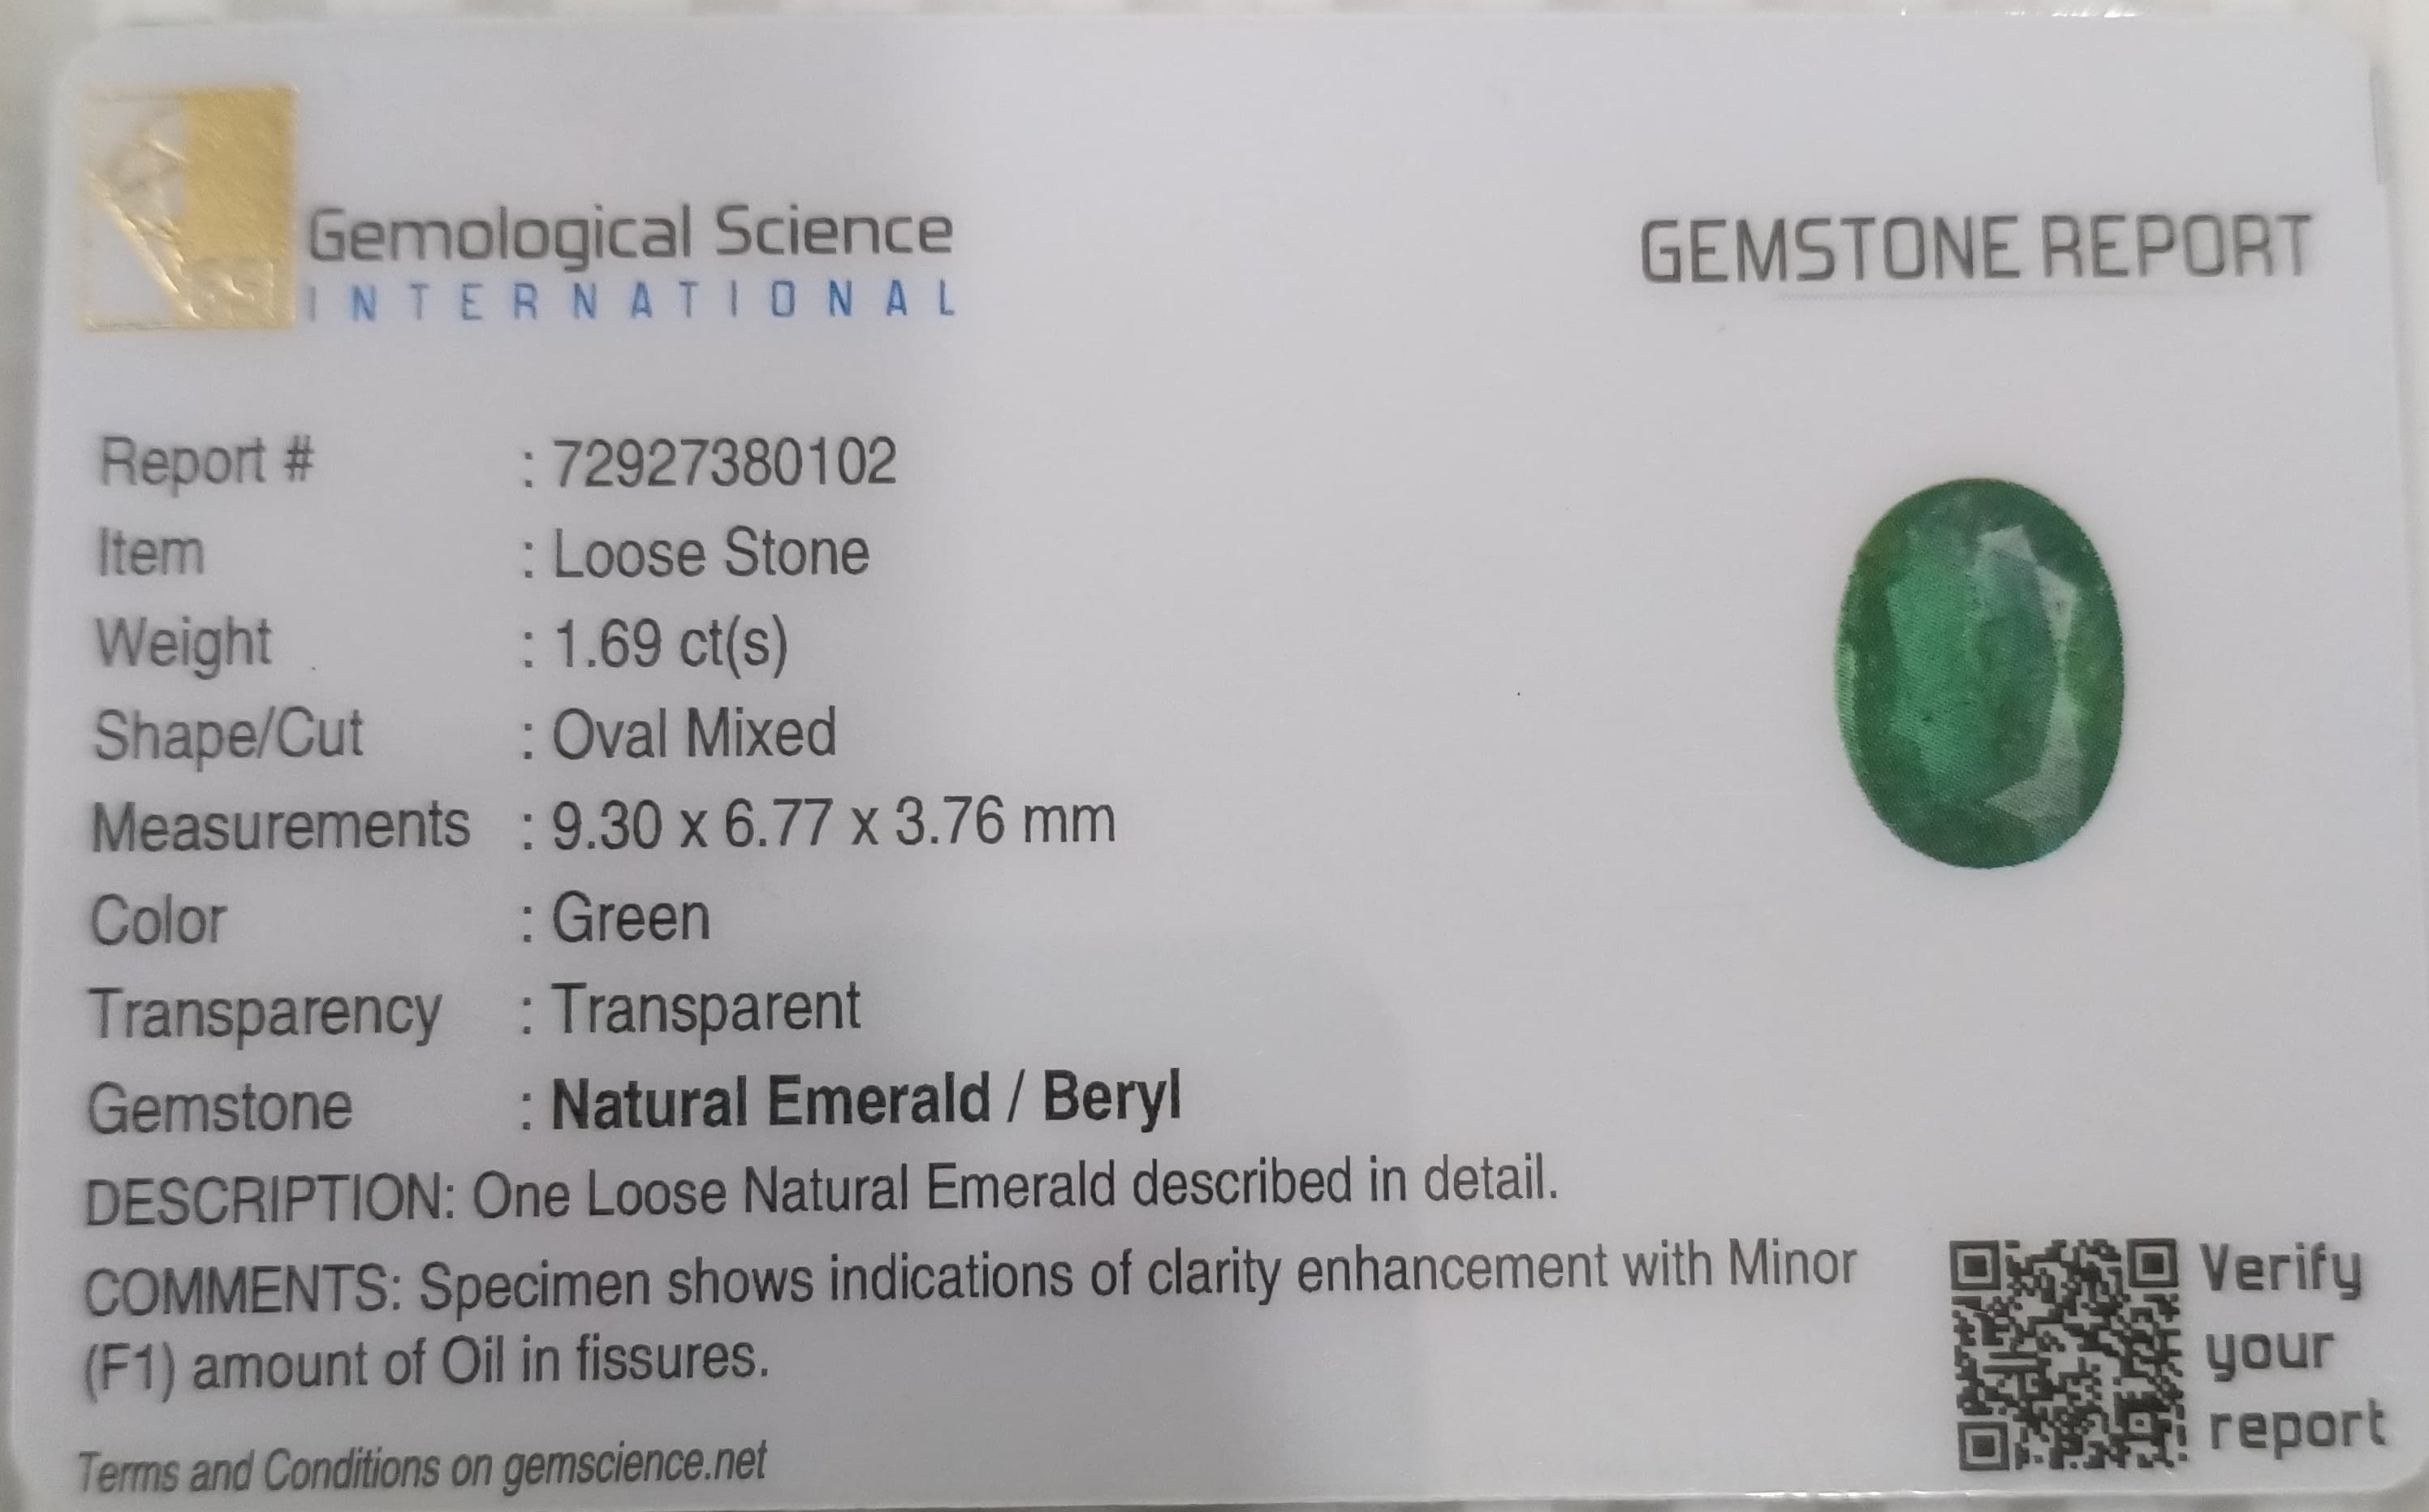 Gemological Science
INTERNATIONAL
GEMSTONE REPORT
Report # : 72927380102
Item : Loose Stone
Weight : 1.69 ct(s)
Shape/Cut : Oval Mixed
Measurements : 9.30 x 6.77 x 3.76 mm
Color : Green
Transparency : Transparent
Gemstone : Natural Emerald / Beryl
DESCRIPTION: One Loose Natural Emerald described in detail.
COMMENTS: Specimen shows indications of clarity enhancement with Minor
(F1) amount of Oil in fissures.
Terms and Conditions on gemscience.net
Verify
your
report